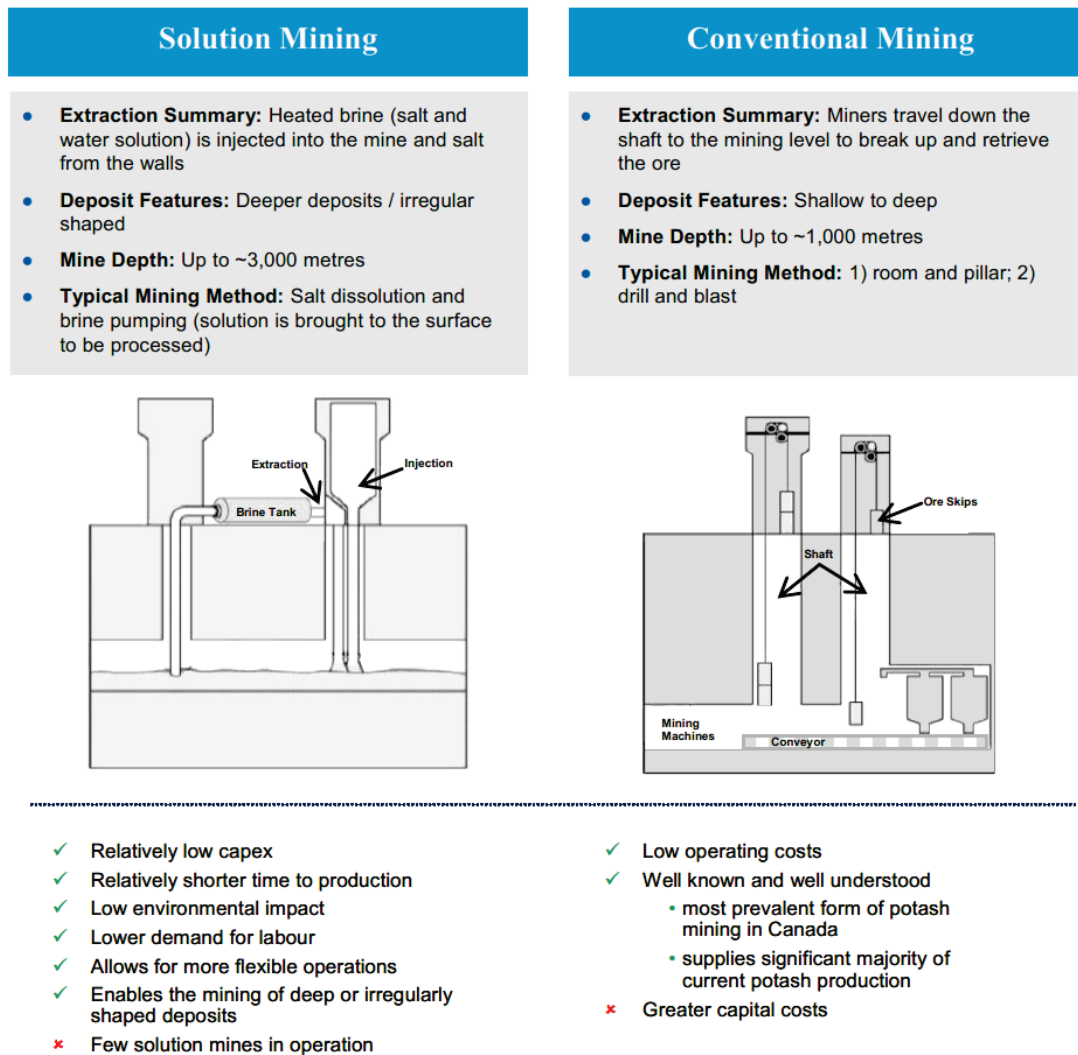 Solution Mining
• Extraction Summary: Heated brine (salt and
water solution) is injected into the mine and salt
from the walls
• Deposit Features: Deeper deposits / irregular
shaped
• Mine Depth: Up to ~3,000 metres
• Typical Mining Method: Salt dissolution and
brine pumping (solution is brought to the surface
to be processed)
Extraction
Injection
Brine Tank
✓ Relatively low capex
✓ Relatively shorter time to production
✓ Low environmental impact
✓ Lower demand for labour
✓ Allows for more flexible operations
✓ Enables the mining of deep or irregularly
shaped deposits
✗ Few solution mines in operation
Conventional Mining
• Extraction Summary: Miners travel down the
shaft to the mining level to break up and retrieve
the ore
• Deposit Features: Shallow to deep
• Mine Depth: Up to ~1,000 metres
• Typical Mining Method: 1) room and pillar; 2)
drill and blast
Ore Skips
Shaft
Mining
Machines
Conveyor
✓ Low operating costs
✓ Well known and well understood
• most prevalent form of potash
mining in Canada
• supplies significant majority of
current potash production
✗ Greater capital costs